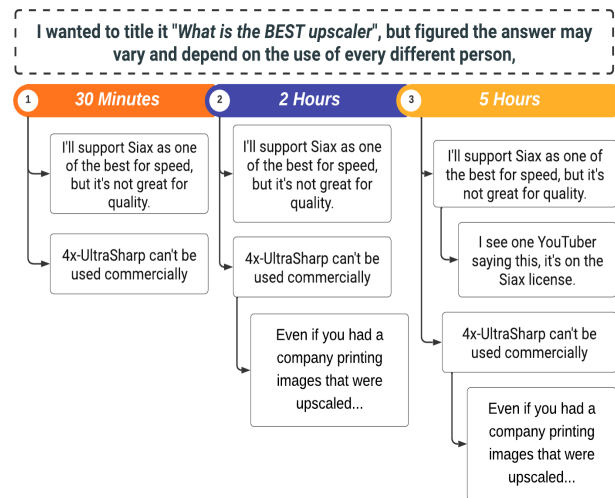 I wanted to title it "What is the BEST upscaler", but figured the answer may
vary and depend on the use of every different person,
1
30 Minutes
I'll support Siax as one
of the best for speed,
but it's not great for
quality.
4x-UltraSharp can't be
used commercially
2
2 Hours
I'll support Siax as one
of the best for speed,
but it's not great for
quality.
4x-UltraSharp can't be
used commercially
Even if you had a
company printing
images that were
upscaled...
3
5 Hours
I'll support Siax as one of
the best for speed, but it's
not great for quality.
I see one YouTuber
saying this, it's on the
Siax license.
4x-UltraSharp can't be
used commercially
Even if you had a
company printing
images that were
upscaled...